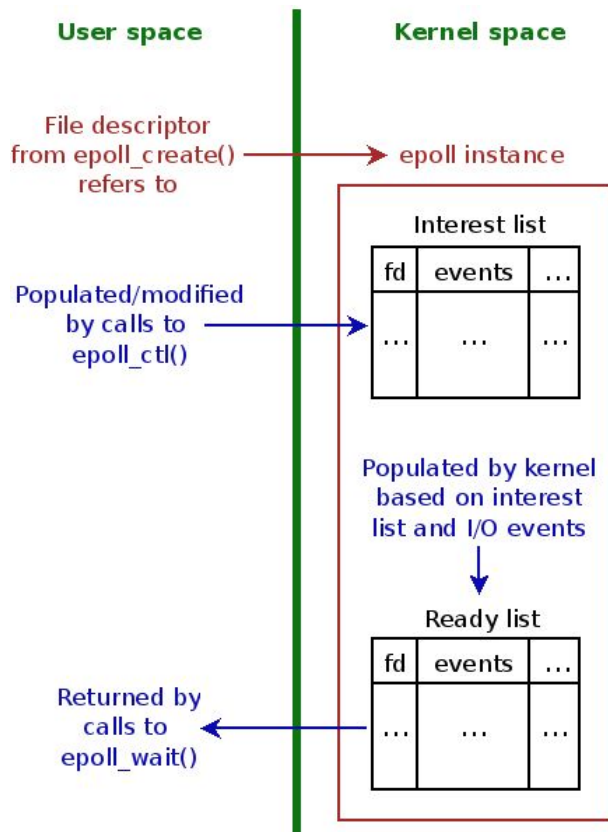 User space
Kernel space
File descriptor
from epoll_create()
refers to
epoll instance
Interest list
fd events ...
... ... ...
Populated/modified
by calls to
epoll_ctl()
Populated by kernel
based on interest
list and I/O events
Ready list
fd events ...
... ... ...
Returned by
calls to
epoll_wait()